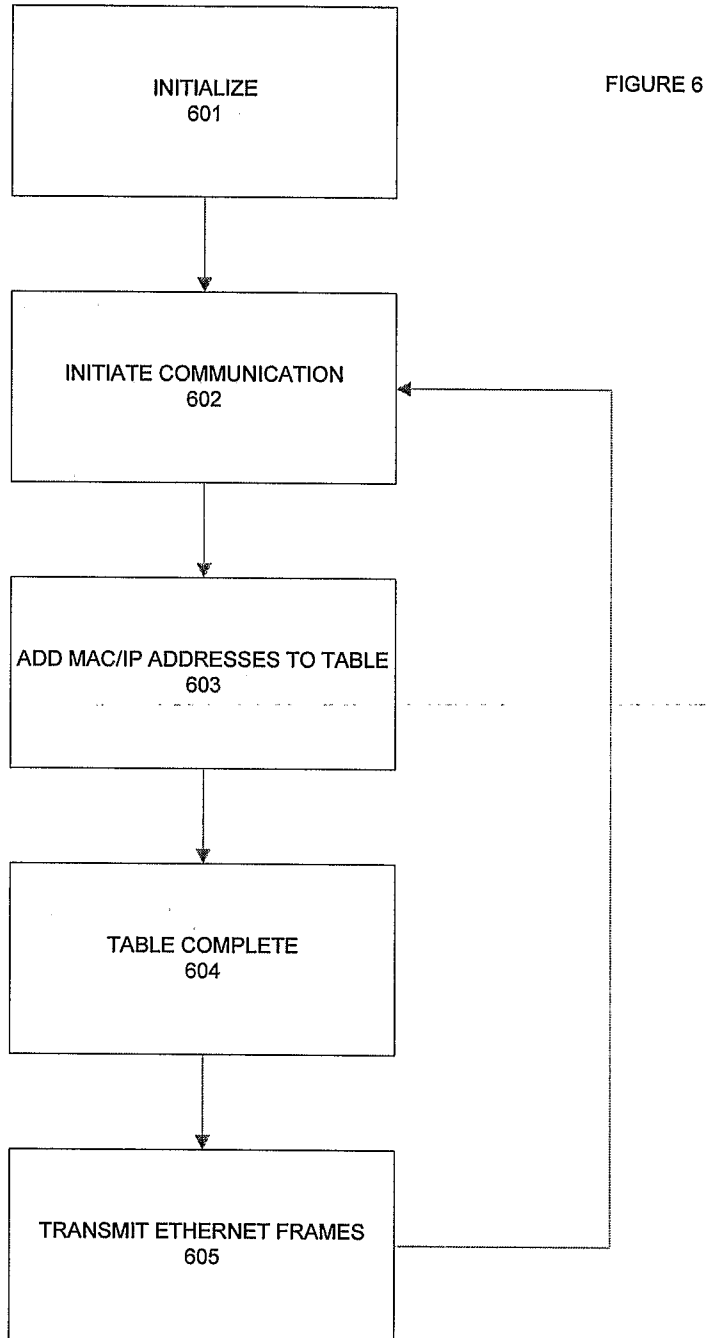 FIGURE 6
INITIALIZE
601
INITIATE COMMUNICATION
602
ADD MAC/IP ADDRESSES TO TABLE
603
TABLE COMPLETE
604
TRANSMIT ETHERNET FRAMES
605